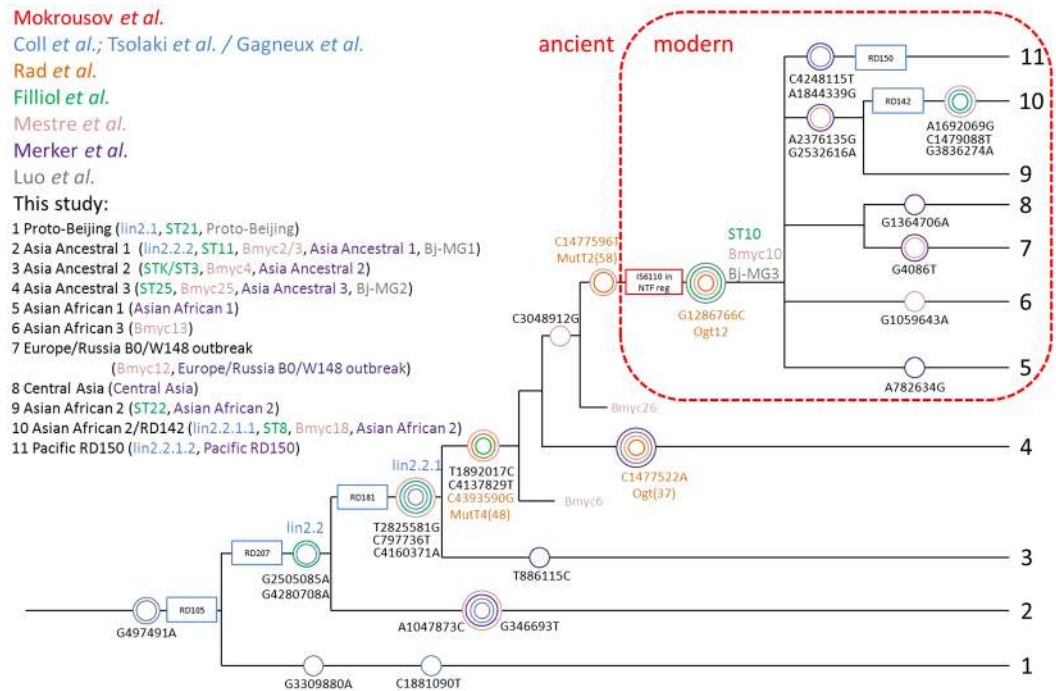 Mokrousov et al.
Coll et al.; Tsolaki et al. / Gagneux et al.
Rad et al.
Filliol et al.
Mestre et al.
Merker et al.
Luo et al.
This study:
1 Proto-Beijing (lin2.1, ST21, Proto-Beijing)
2 Asia Ancestral 1 (lin2.2.2, ST11, Bmyc2/3, Asia Ancestral 1, Bj-MG1)
3 Asia Ancestral 2 (STK/ST3, Bmyc4, Asia Ancestral 2)
4 Asia Ancestral 3 (ST25, Bmyc25, Asia Ancestral 3, Bj-MG2)
5 Asian African 1 (Asian African 1)
6 Asian African 3 (Bmyc13)
7 Europe/Russia B0/W148 outbreak
(Bmyc12, Europe/Russia B0/W148 outbreak)
8 Central Asia (Central Asia)
9 Asian African 2 (ST22, Asian African 2)
10 Asian African 2/RD142 (lin2.2.1.1, ST8, Bmyc18, Asian African 2)
11 Pacific RD150 (lin2.2.1.2, Pacific RD150)
ancient
modern
RD150
11
C4248115T
A1844339G
RD142
10
A1692069G
C1479088T
G3836274A
A2376135G
G2532616A
9
8
G1364706A
7
G4086T
ST10
Bmyc10
Bj-MG3
C1477596T
MutT2(58)
IS6110 in
NTF reg
G1286766C
Ogt12
6
G1059643A
5
A782634G
C3048912G
Bmyc26
4
C1477522A
Ogt(37)
lin2.2.1
T1892017C
C4137829T
C4393590G
MutT4(48)
Bmyc6
RD181
T2825581G
C797736T
C4160371A
3
T886115C
lin2.2
RD207
G2505085A
G4280708A
2
A1047873C
G346693T
RD105
G497491A
1
G3309880A
C1881090T